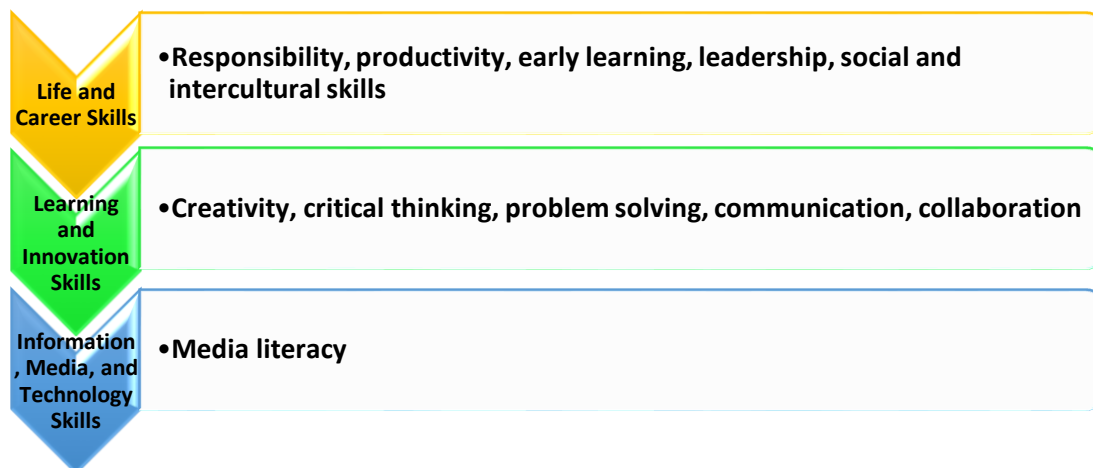 Life and
Career Skills
•Responsibility, productivity, early learning, leadership, social and
intercultural skills
Learning
and
Innovation
Skills
•Creativity, critical thinking, problem solving, communication, collaboration
Information
, Media, and
Technology
Skills
•Media literacy